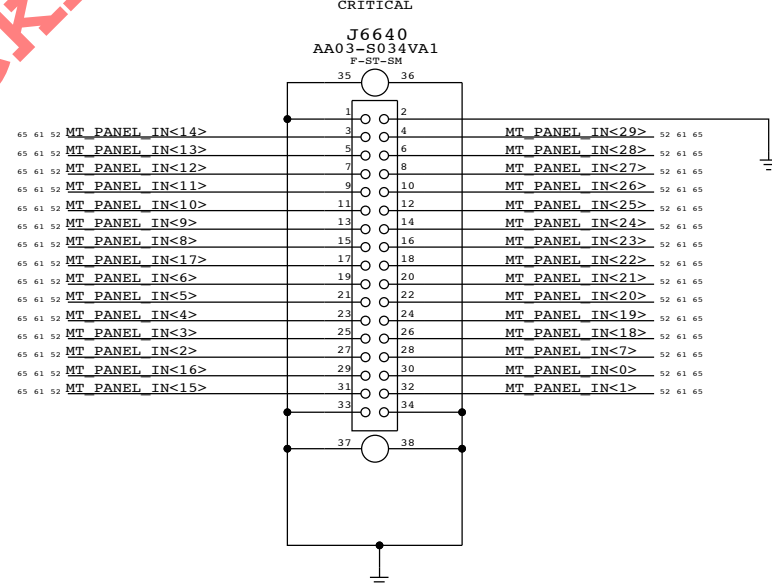 CRITICAL
J6640
AA03-S034VA1
F-ST-SM
35 36
1 2
65 61 52 MT_PANEL_IN<14> 3 4 MT_PANEL_IN<29> 52 61 65
65 61 52 MT_PANEL_IN<13> 5 6 MT_PANEL_IN<28> 52 61 65
65 61 52 MT_PANEL_IN<12> 7 8 MT_PANEL_IN<27> 52 61 65
65 61 52 MT_PANEL_IN<11> 9 10 MT_PANEL_IN<26> 52 61 65
65 61 52 MT_PANEL_IN<10> 11 12 MT_PANEL_IN<25> 52 61 65
65 61 52 MT_PANEL_IN<9> 13 14 MT_PANEL_IN<24> 52 61 65
65 61 52 MT_PANEL_IN<8> 15 16 MT_PANEL_IN<23> 52 61 65
65 61 52 MT_PANEL_IN<17> 17 18 MT_PANEL_IN<22> 52 61 65
65 61 52 MT_PANEL_IN<6> 19 20 MT_PANEL_IN<21> 52 61 65
65 61 52 MT_PANEL_IN<5> 21 22 MT_PANEL_IN<20> 52 61 65
65 61 52 MT_PANEL_IN<4> 23 24 MT_PANEL_IN<19> 52 61 65
65 61 52 MT_PANEL_IN<3> 25 26 MT_PANEL_IN<18> 52 61 65
65 61 52 MT_PANEL_IN<2> 27 28 MT_PANEL_IN<7> 52 61 65
65 61 52 MT_PANEL_IN<16> 29 30 MT_PANEL_IN<0> 52 61 65
65 61 52 MT_PANEL_IN<15> 31 32 MT_PANEL_IN<1> 52 61 65
33 34
37 38